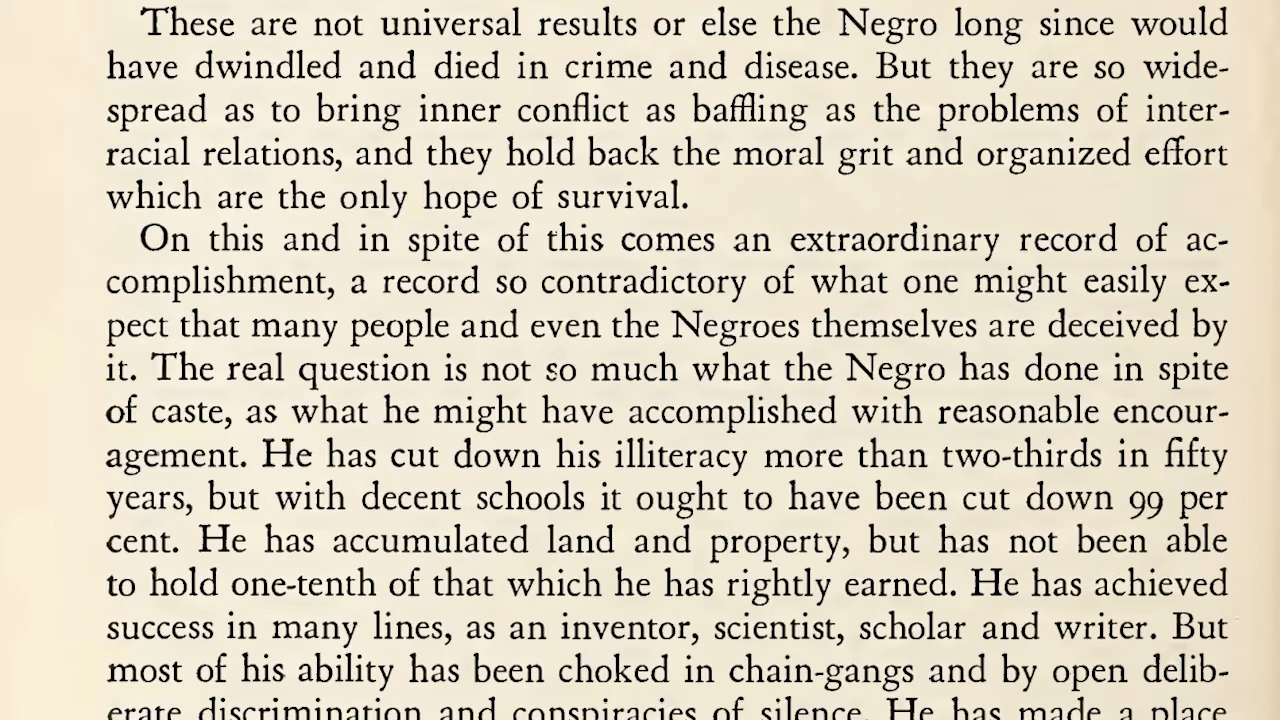 These are not universal results or else the Negro long since would
have dwindled and died in crime and disease. But they are so wide-
spread as to bring inner conflict as baffling as the problems of inter-
racial relations, and they hold back the moral grit and organized effort
which are the only hope of survival.
On this and in spite of this comes an extraordinary record of ac-
complishment, a record so contradictory of what one might easily ex-
pect that many people and even the Negroes themselves are deceived by
it. The real question is not so much what the Negro has done in spite
of caste, as what he might have accomplished with reasonable encour-
agement. He has cut down his illiteracy more than two-thirds in fifty
years, but with decent schools it ought to have been cut down 99 per
cent. He has accumulated land and property, but has not been able
to hold one-tenth of that which he has rightly earned. He has achieved
success in many lines, as an inventor, scientist, scholar and writer. But
most of his ability has been choked in chain-gangs and by open delib-
erate discrimination and conspiracies of silence. He has made a place